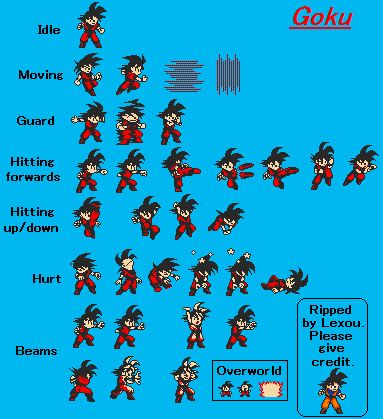 Goku
Idle
Moving
Guard
Hitting
forwards
Hitting
up/down
Hurt
Beams
Overworld
Ripped
by Lexou.
Please
give
credit.